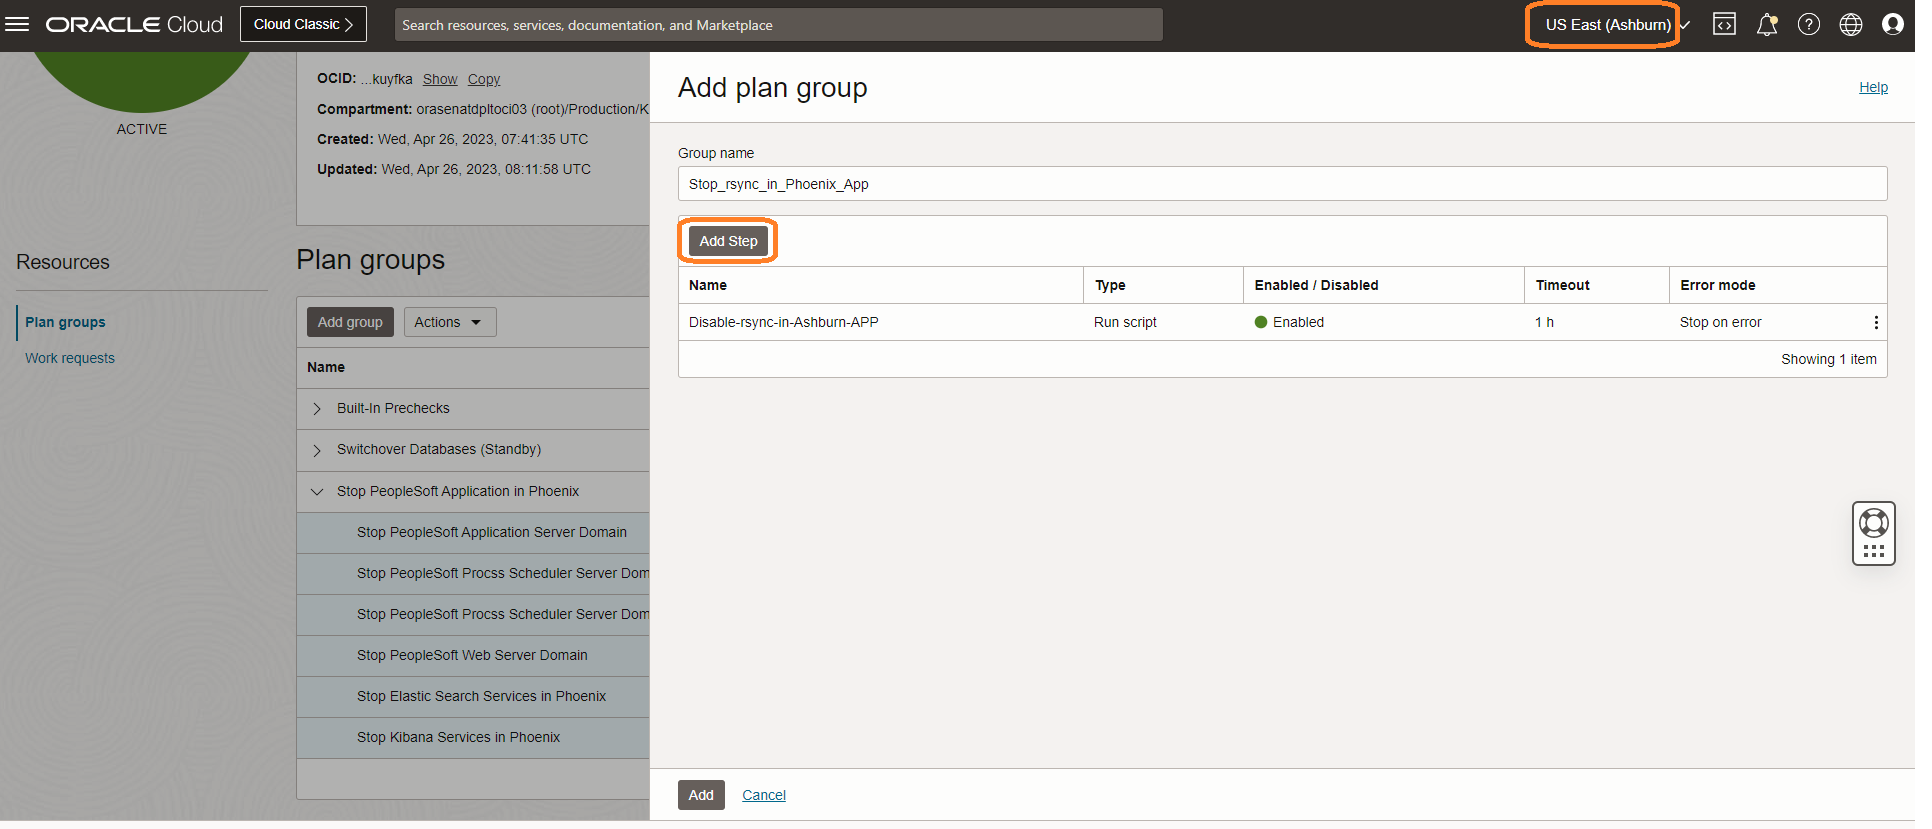 ORACLE Cloud
Cloud Classic
Search resources, services, documentation, and Marketplace
US East (Ashburn)
ACTIVE
OCID: ...kuyfka Show Copy
Compartment: orasenatdpltoci03 (root)/Production/K
Created: Wed, Apr 26, 2023, 07:41:35 UTC
Updated: Wed, Apr 26, 2023, 08:11:58 UTC
Resources
Plan groups
Work requests
Plan groups
Add group Actions
Name
Built-In Prechecks
Switchover Databases (Standby)
Stop PeopleSoft Application in Phoenix
Stop PeopleSoft Application Server Domain
Stop PeopleSoft Procss Scheduler Server Dom
Stop PeopleSoft Procss Scheduler Server Dom
Stop PeopleSoft Web Server Domain
Stop Elastic Search Services in Phoenix
Stop Kibana Services in Phoenix
Add plan group
Help
Group name
Stop_rsync_in_Phoenix_App
Add Step
Name Type Enabled / Disabled Timeout Error mode
Disable-rsync-in-Ashburn-APP Run script Enabled 1 h Stop on error
Showing 1 item
Add Cancel